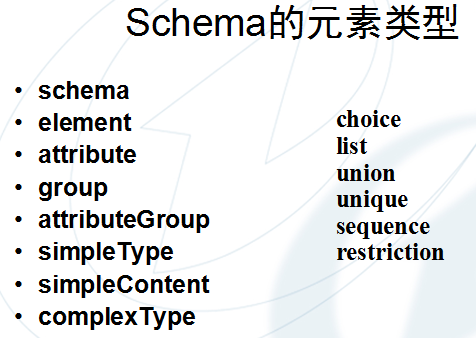 Schema的元素类型
• schema
• element
• attribute
• group
• attributeGroup
• simpleType
• simpleContent
• complexType
choice
list
union
unique
sequence
restriction